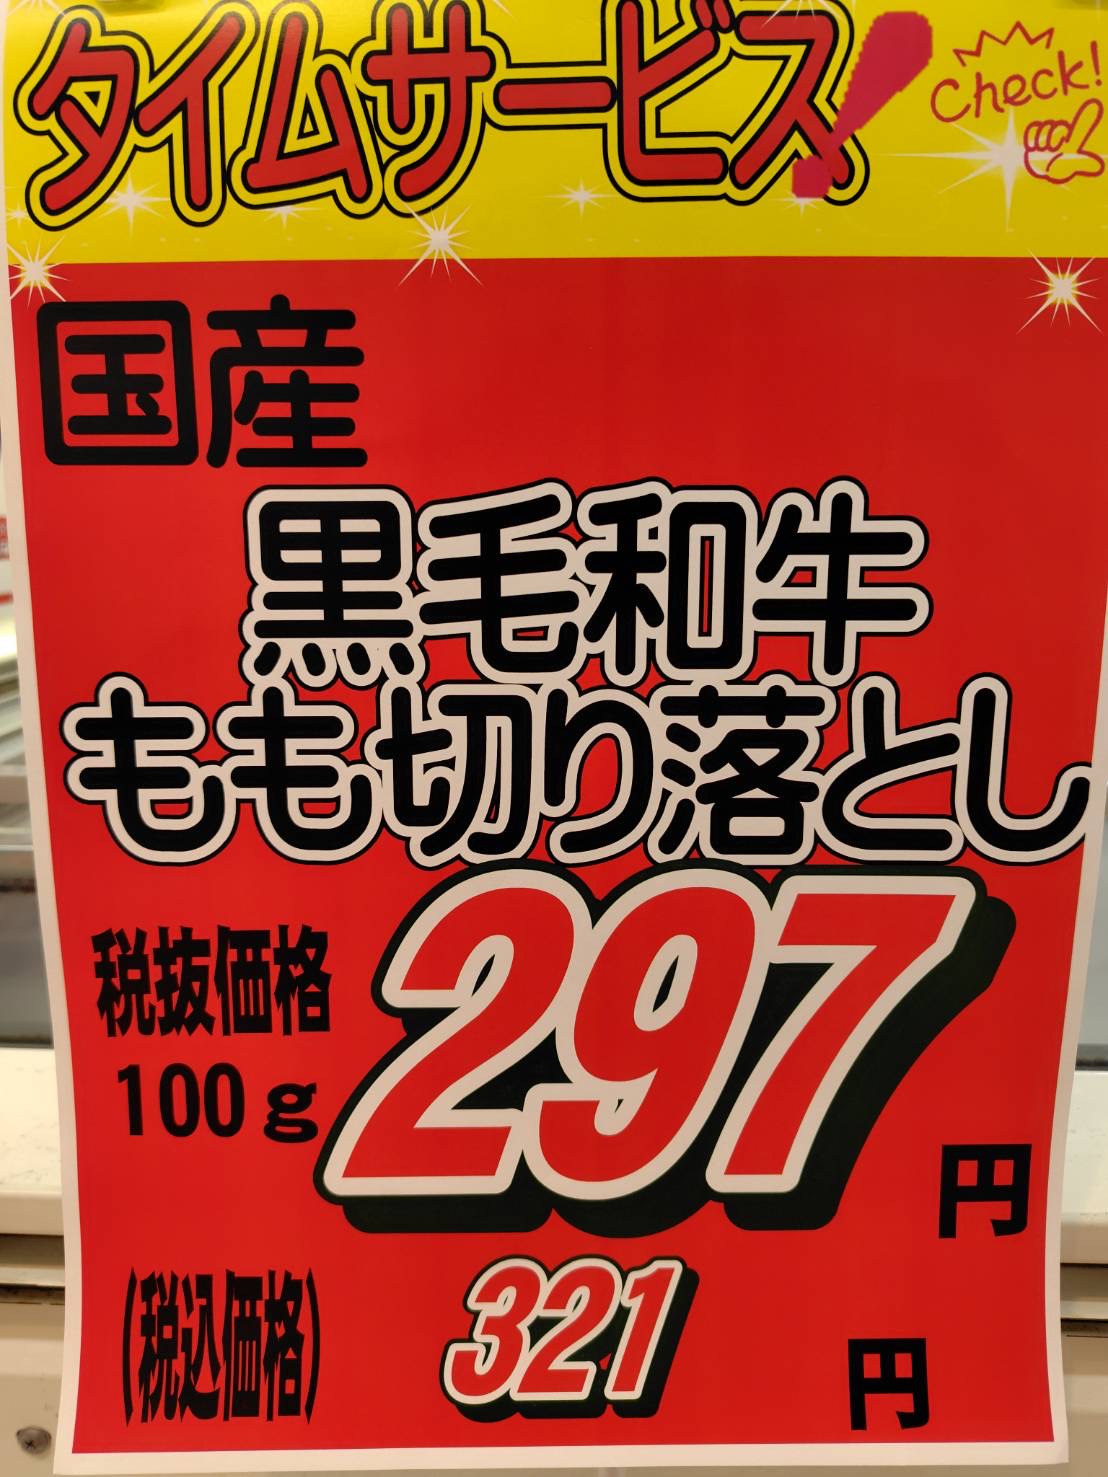 タイムサービス!
Check!
国産
黒毛和牛
もも切り落とし
税抜価格
100g
297
円
(税込価格)
321
円